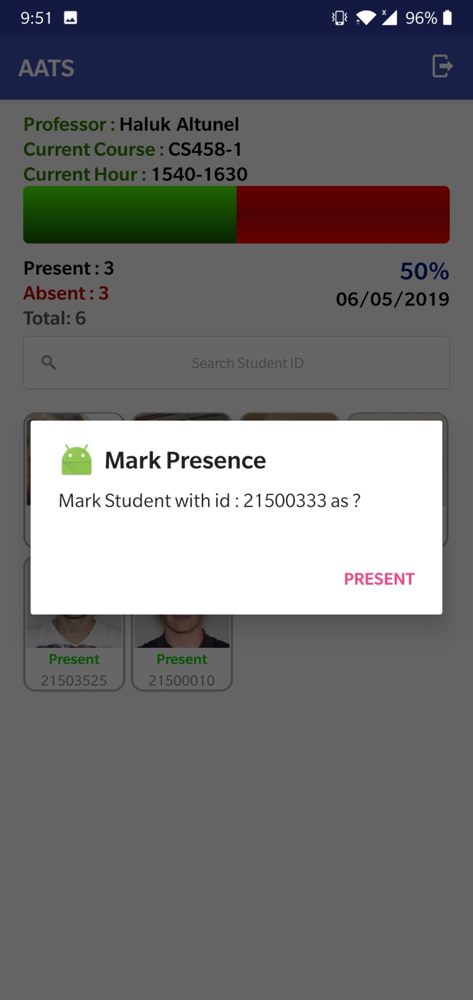 9:51 x 96%
AATS
Professor : Haluk Altunel
Current Course : CS458-1
Current Hour : 1540-1630
Present : 3 50%
Absent : 3 06/05/2019
Total: 6
Search Student ID
Mark Presence
Mark Student with id : 21500333 as ?
PRESENT
Present Present
21503525 21500010